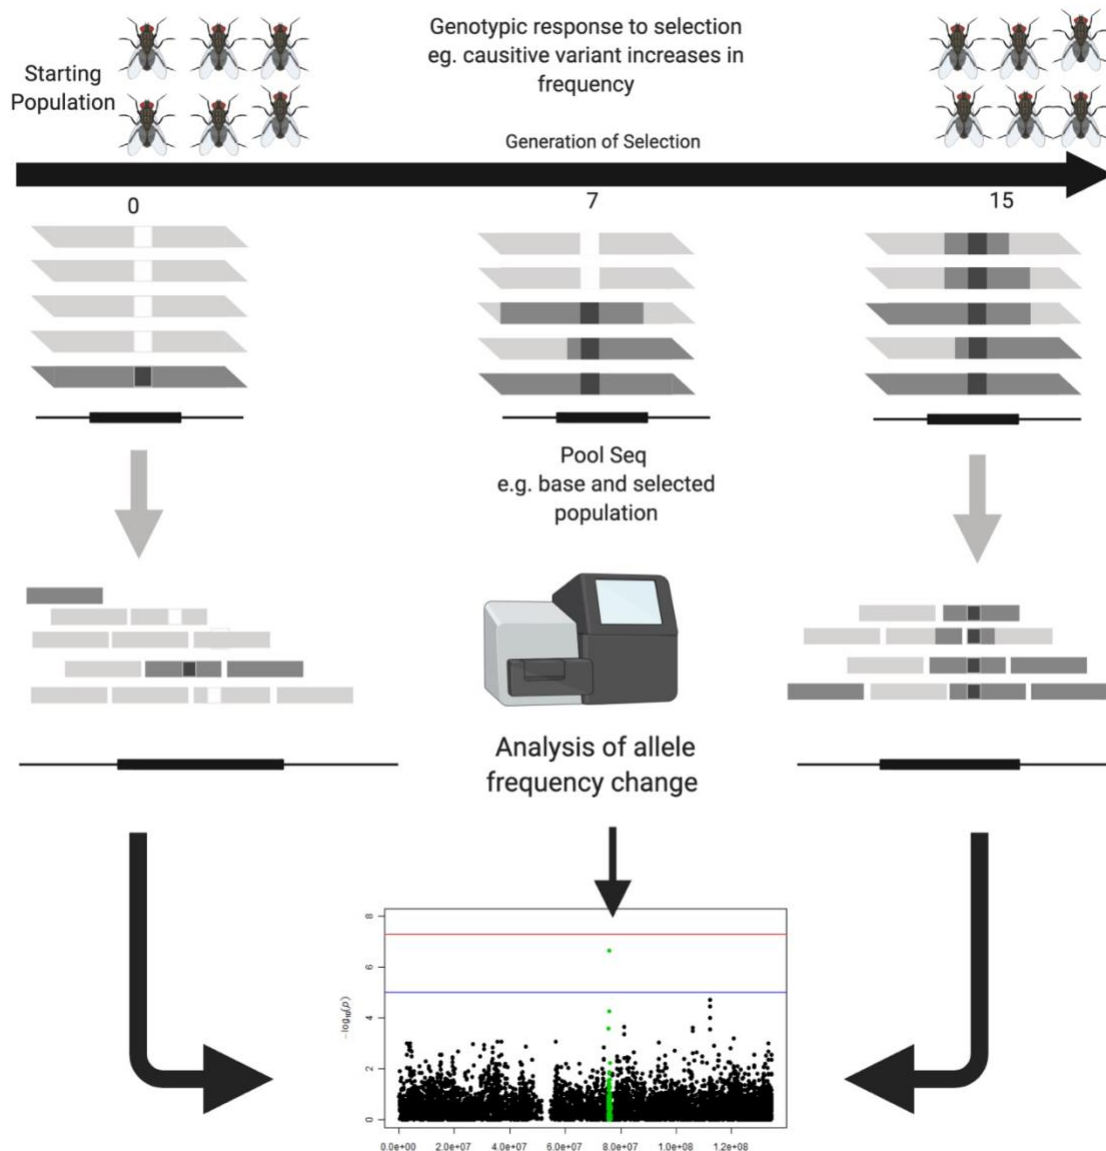 Genotypic response to selection
eg. causitive variant increases in
frequency
Starting
Population
Generation of Selection
0
7
15
Pool Seq
e.g. base and selected
population
Analysis of allele
frequency change
8
6
4
2
0
−log₁₀(p)
0.0e+00 2.0e+07 4.0e+07 6.0e+07 8.0e+07 1.0e+08 1.2e+08